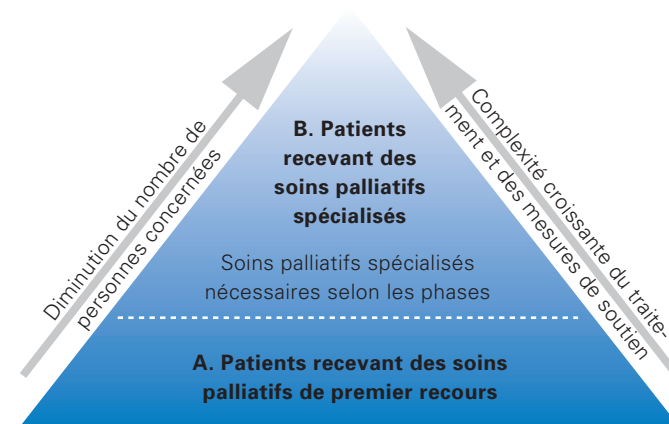 Diminution du nombre de
personnes concernées
Complexité croissante du traite-
ment et des mesures de soutien
B. Patients
recevant des
soins palliatifs
spécialisés
Soins palliatifs spécialisés
nécessaires selon les phases
A. Patients recevant des soins
palliatifs de premier recours